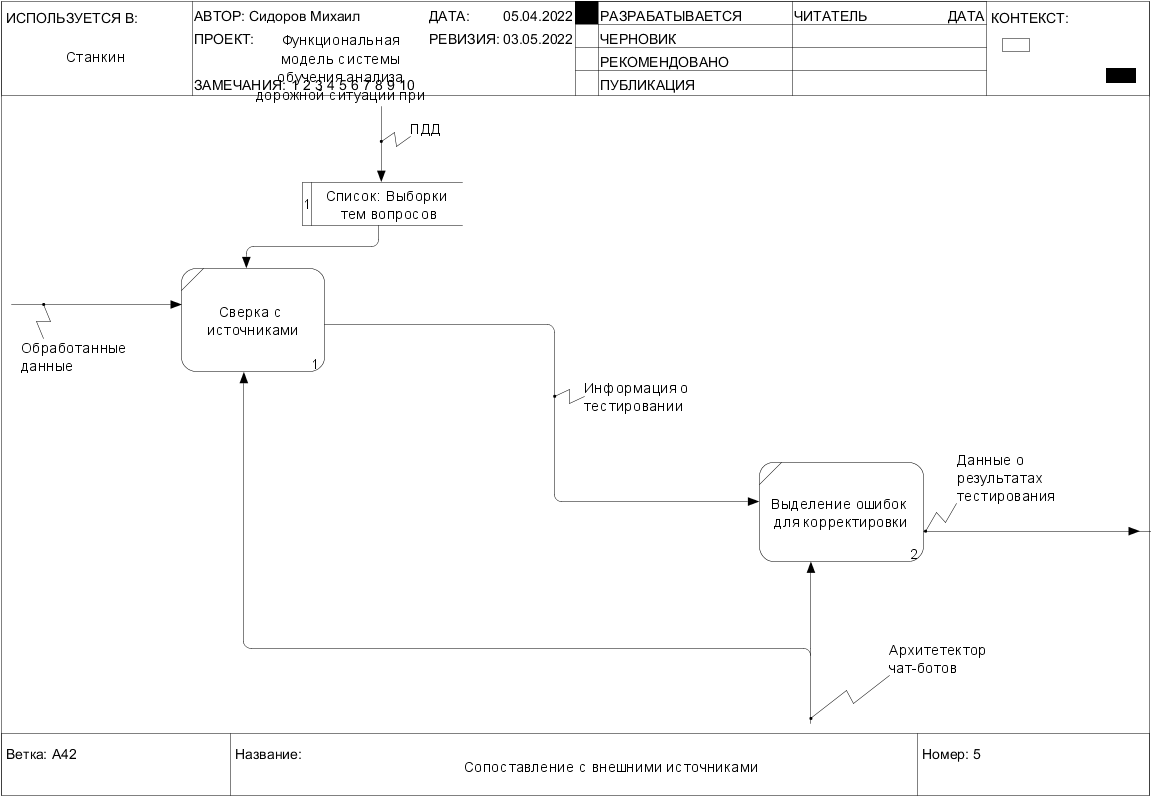 ИСПОЛЬЗУЕТСЯ В:
Станкин
АВТОР: Сидоров Михаил
ДАТА: 05.04.2022
ПРОЕКТ: Функциональная
модель системы
обучения анализа
дорожной ситуации при
РЕВИЗИЯ: 03.05.2022
ЗАМЕЧАНИЯ: 1 2 3 4 5 6 7 8 9 10
РАЗРАБАТЫВАЕТСЯ
ЧЕРНОВИК
РЕКОМЕНДОВАНО
ПУБЛИКАЦИЯ
ЧИТАТЕЛЬ ДАТА
КОНТЕКСТ:
ПДД
1
Список: Выборки
тем вопросов
Сверка с
источниками
1
Обработанные
данные
Информация о
тестировании
Данные о
результатах
тестирования
Выделение ошибок
для корректировки
2
Архитетектор
чат-ботов
Ветка: A42
Название:
Сопоставление с внешними источниками
Номер: 5